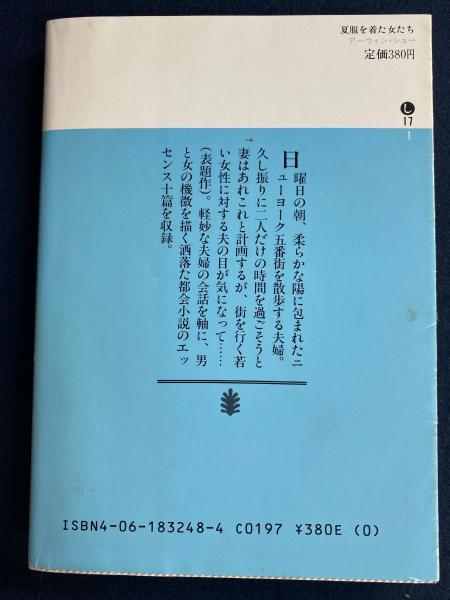 夏服を着た女たち
アーウィン・ショー
定価380円
し
17
1
日曜日の朝、柔らかな陽に包まれたニ
ューヨーク五番街を散歩する夫婦。
久し振りに二人だけの時間を過ごそうと
妻はあれこれと計画するが、街を行く若
い女性に対する夫の目が気になって……
（表題作）。軽妙な夫婦の会話を軸に、男
と女の機微を描く洒落た都会小説のエッ
センス十篇を収録。
ISBN4-06-183248-4 C0197 ¥380E (0)